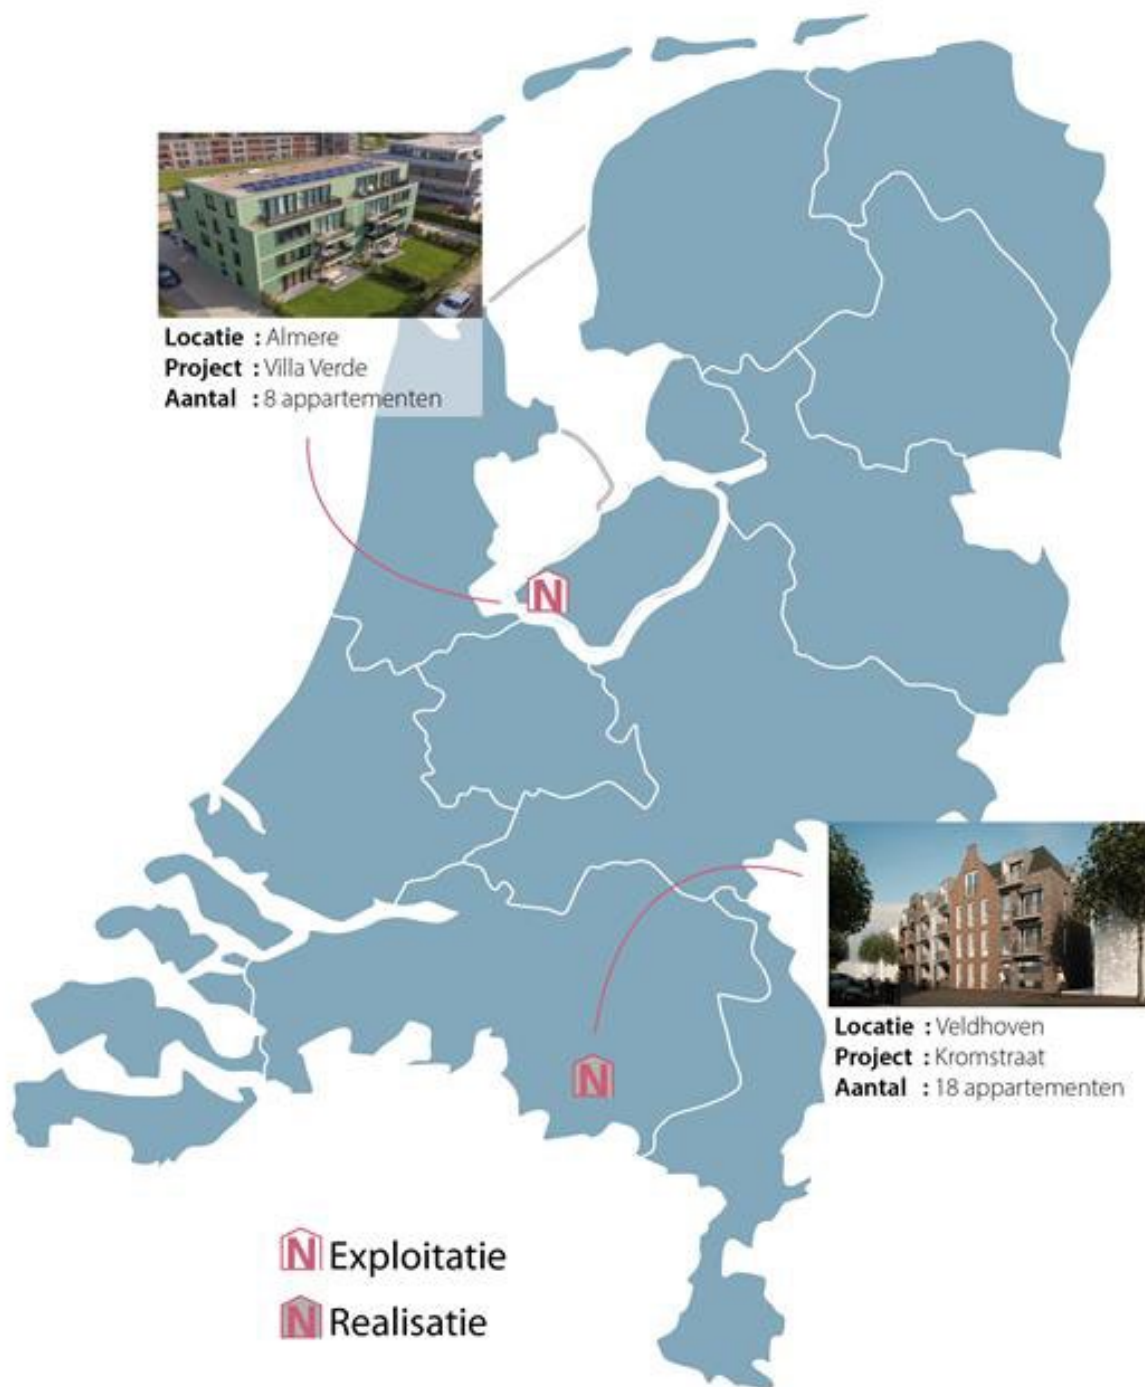 Locatie : Almere
Project : Villa Verde
Aantal : 8 appartementen
N
Locatie : Veldhoven
Project : Kromstraat
Aantal : 18 appartementen
N
N Exploitatie
N Realisatie